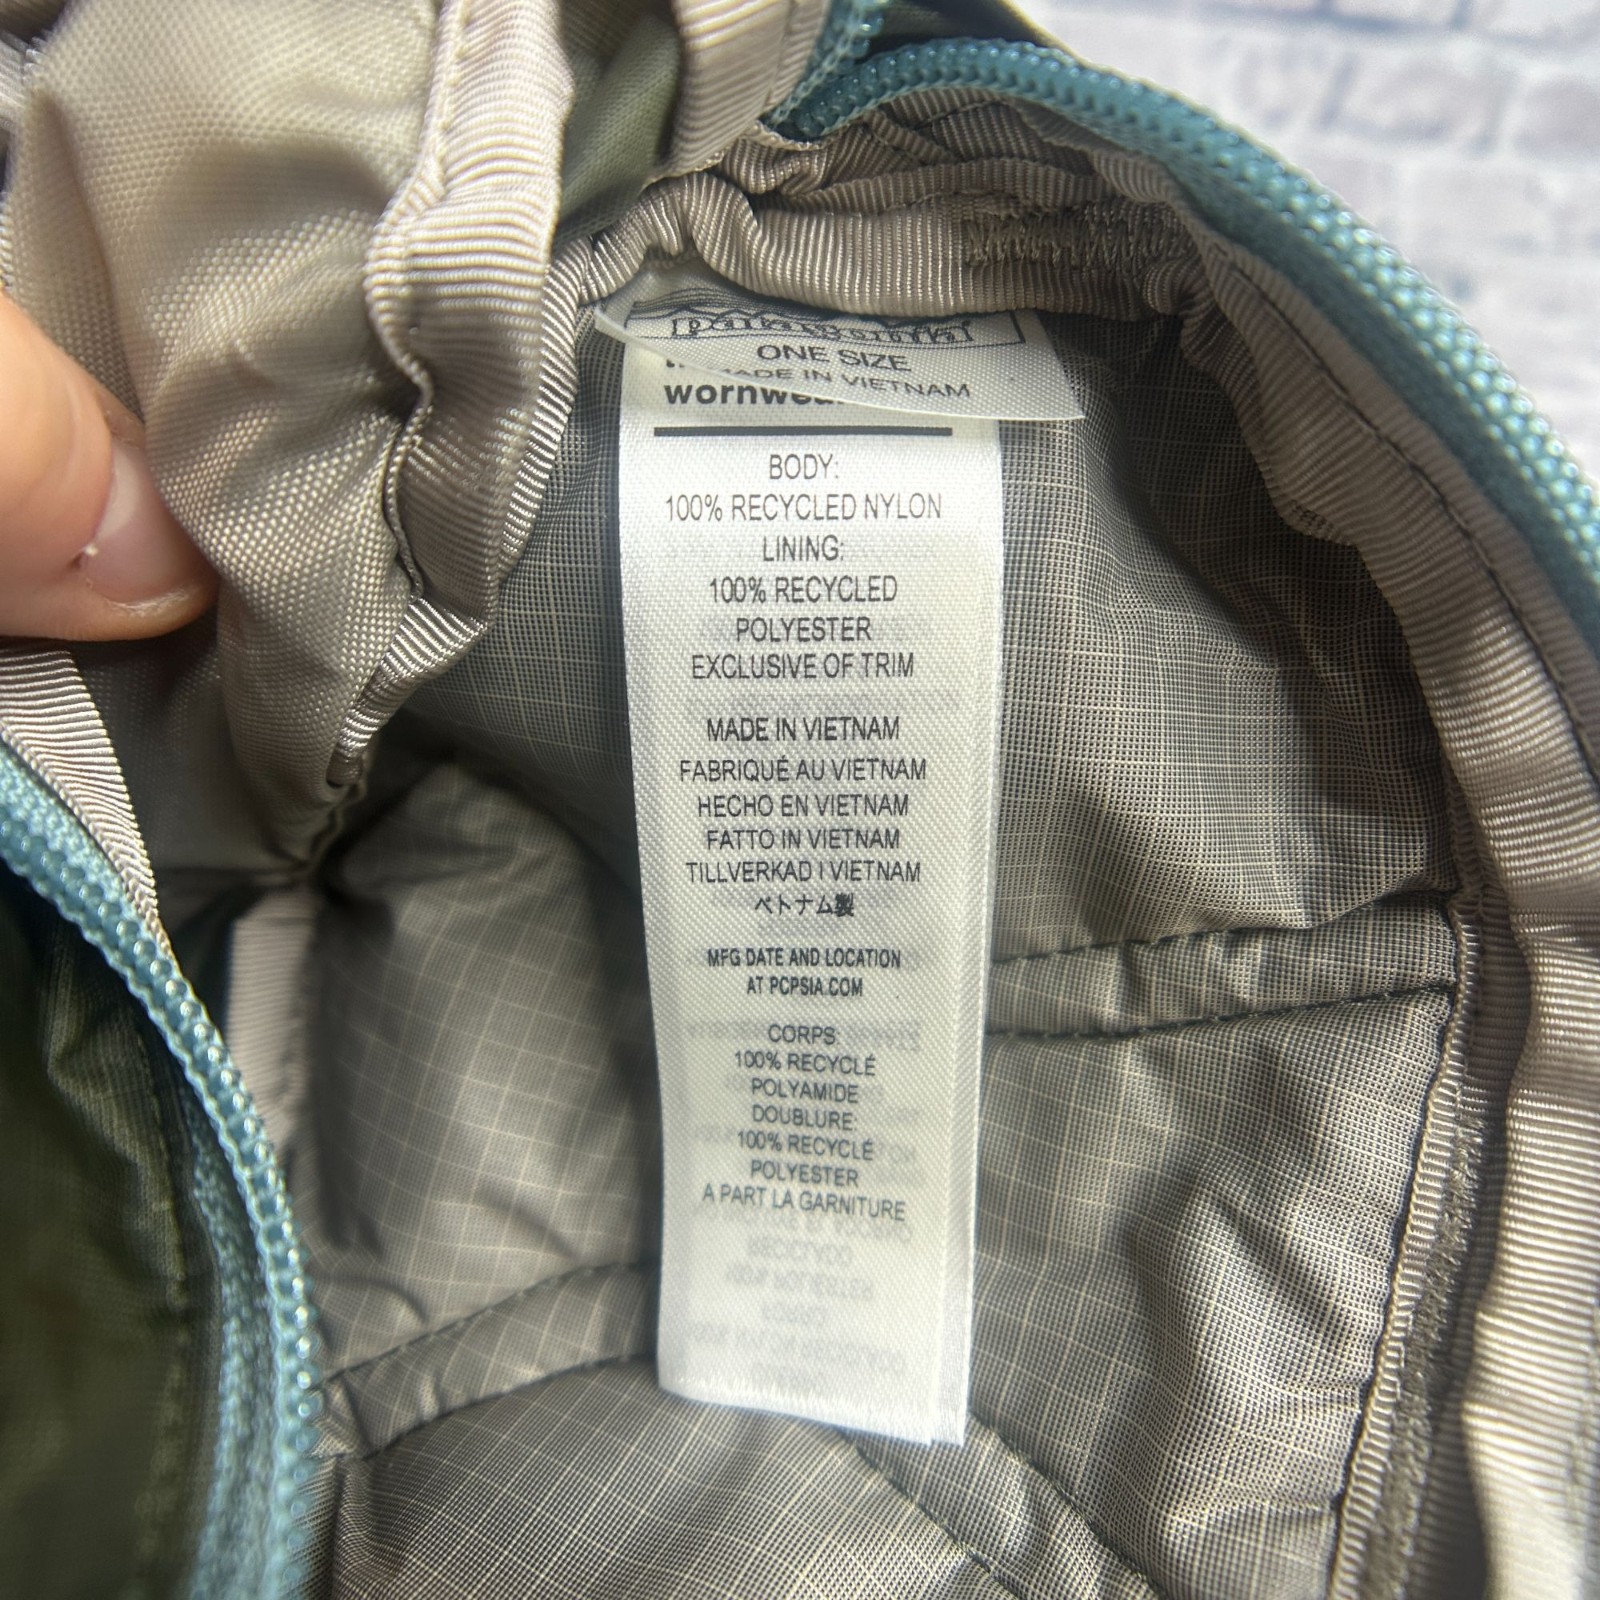 patagonia
ONE SIZE
MADE IN VIETNAM
wornwear
BODY:
100% RECYCLED NYLON
LINING:
100% RECYCLED
POLYESTER
EXCLUSIVE OF TRIM
MADE IN VIETNAM
FABRIQUÉ AU VIETNAM
HECHO EN VIETNAM
FATTO IN VIETNAM
TILLVERKAD I VIETNAM
ベトナム製
MFG DATE AND LOCATION
AT PCPSIA.COM
CORPS:
100% RECYCLÉ
POLYAMIDE
DOUBLURE:
100% RECYCLÉ
POLYESTER
A PART LA GARNITURE